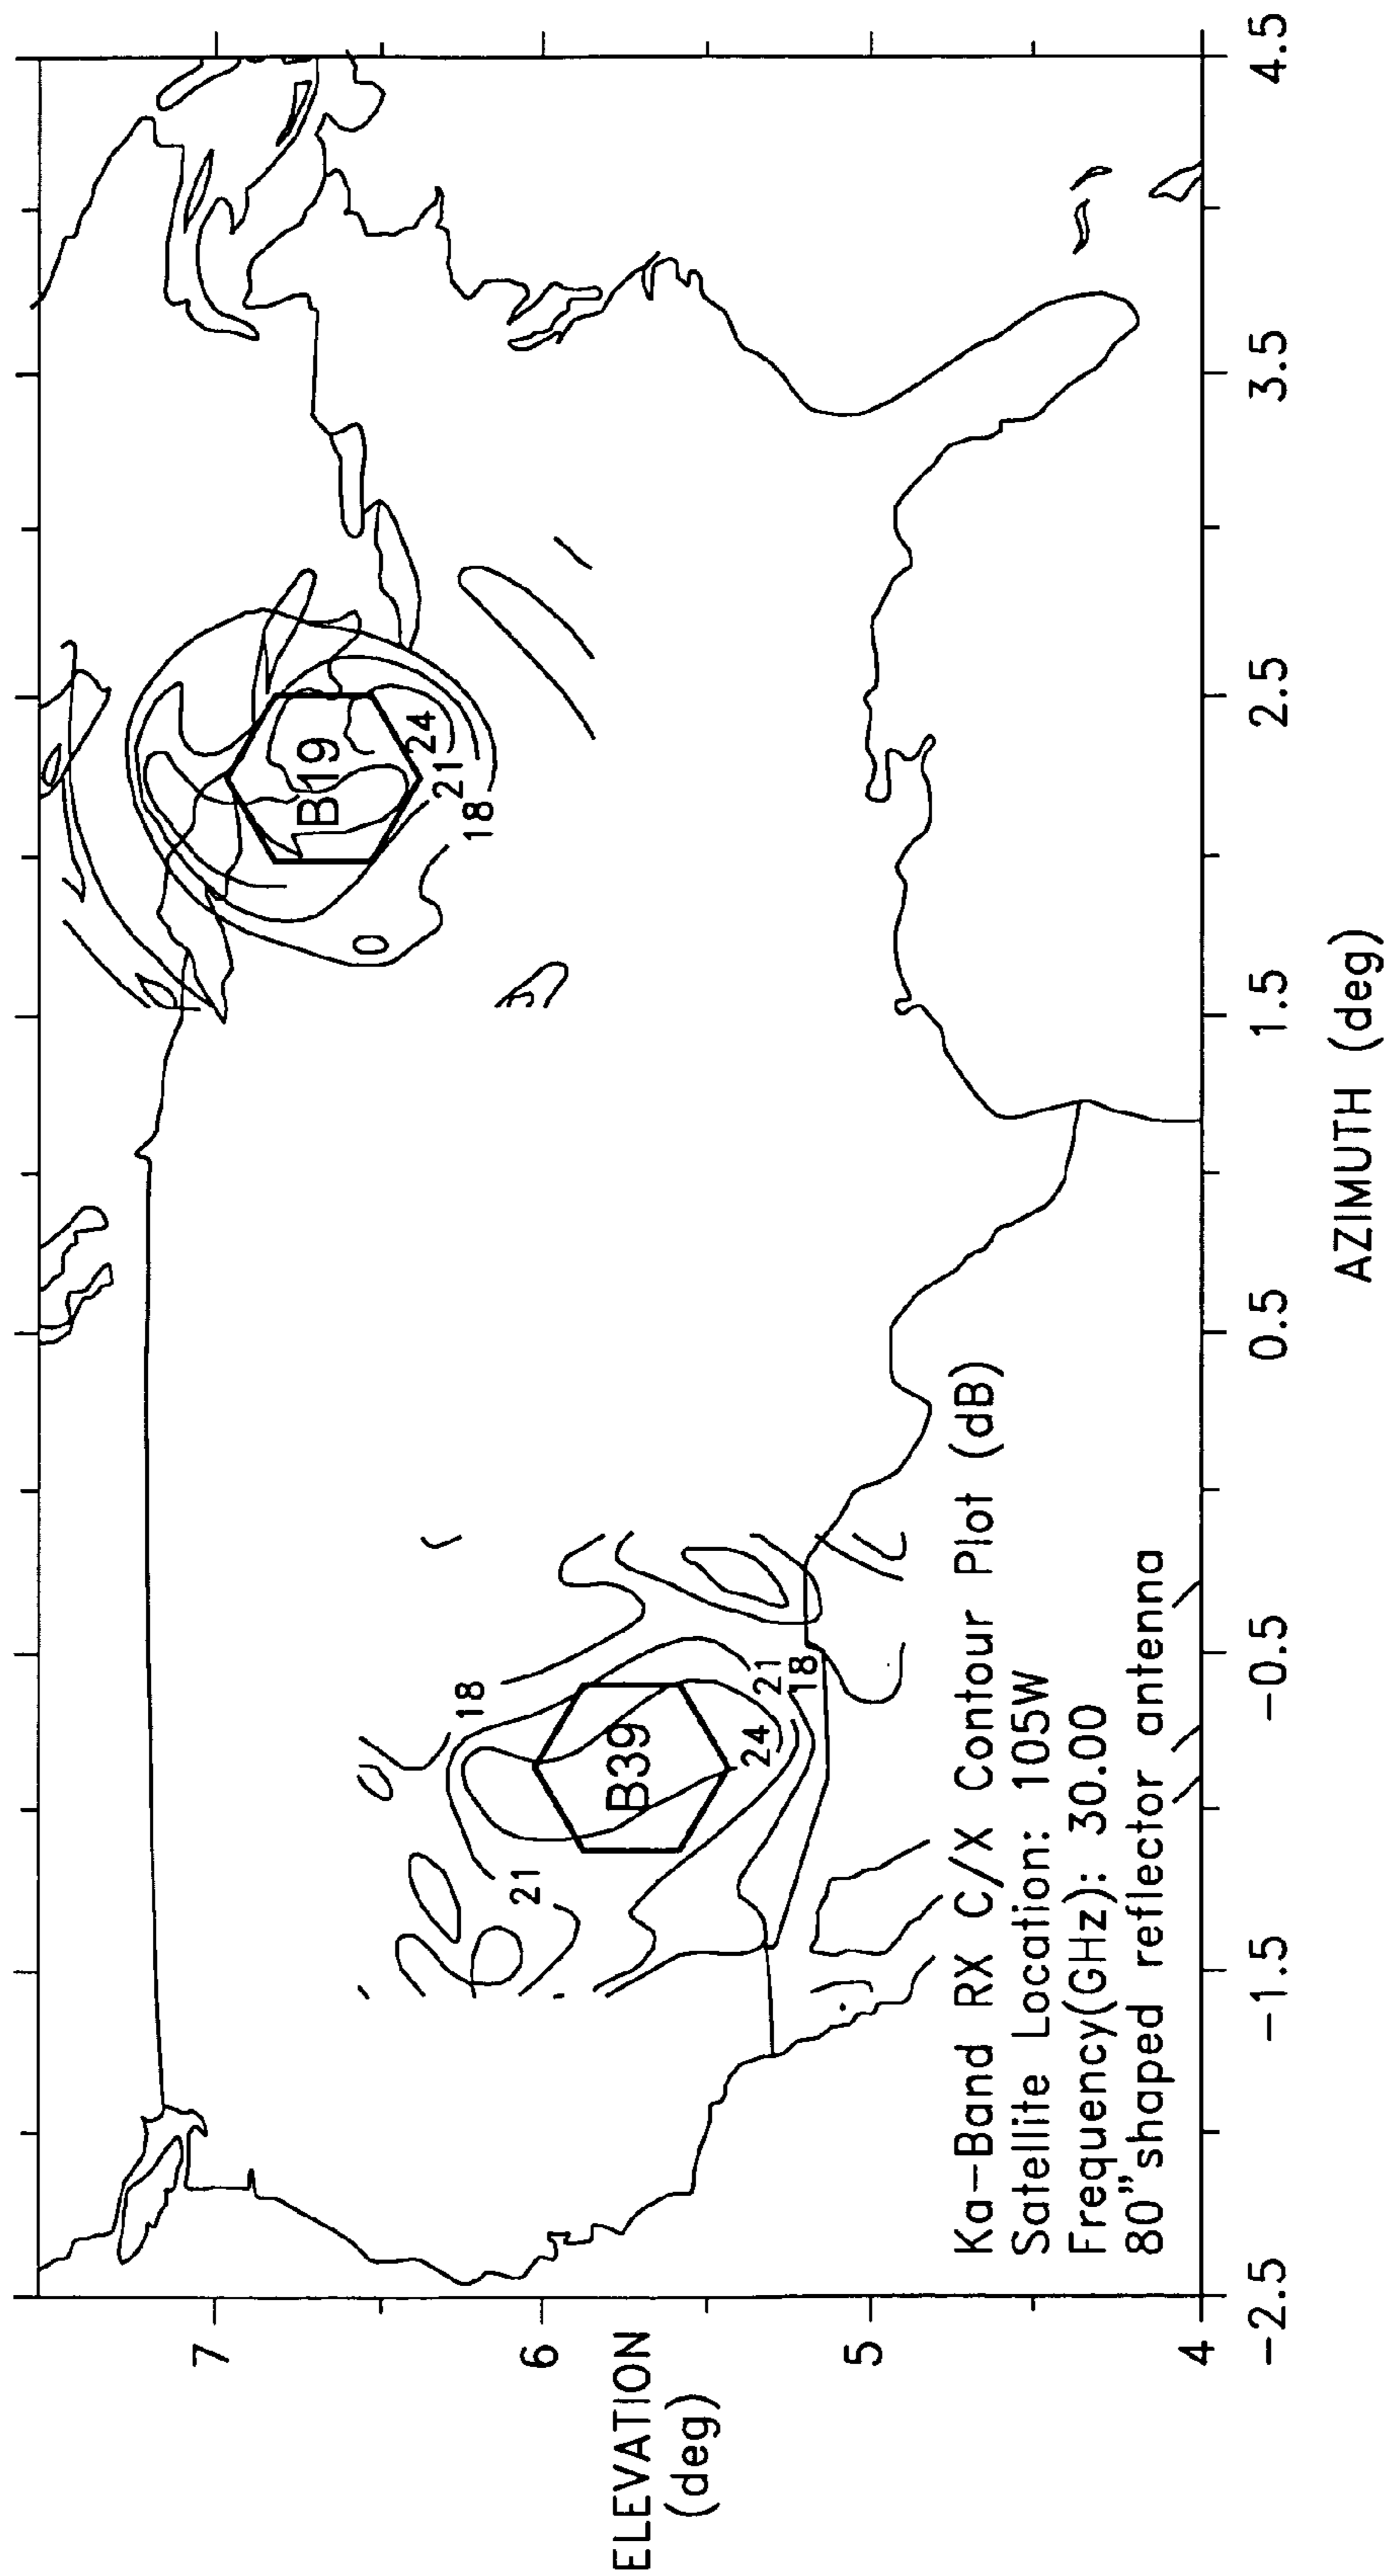 ELEVATION
(deg)
7
6
5
4
B19
24
21
18
18
B39
21
21
18
24
Ka-Band RX C/X Contour Plot (dB)
Satellite Location: 105W
Frequency(GHz): 30.00
80" shaped reflector antenna
-2.5
-1.5
-0.5
0.5
1.5
2.5
3.5
4.5
AZIMUTH (deg)